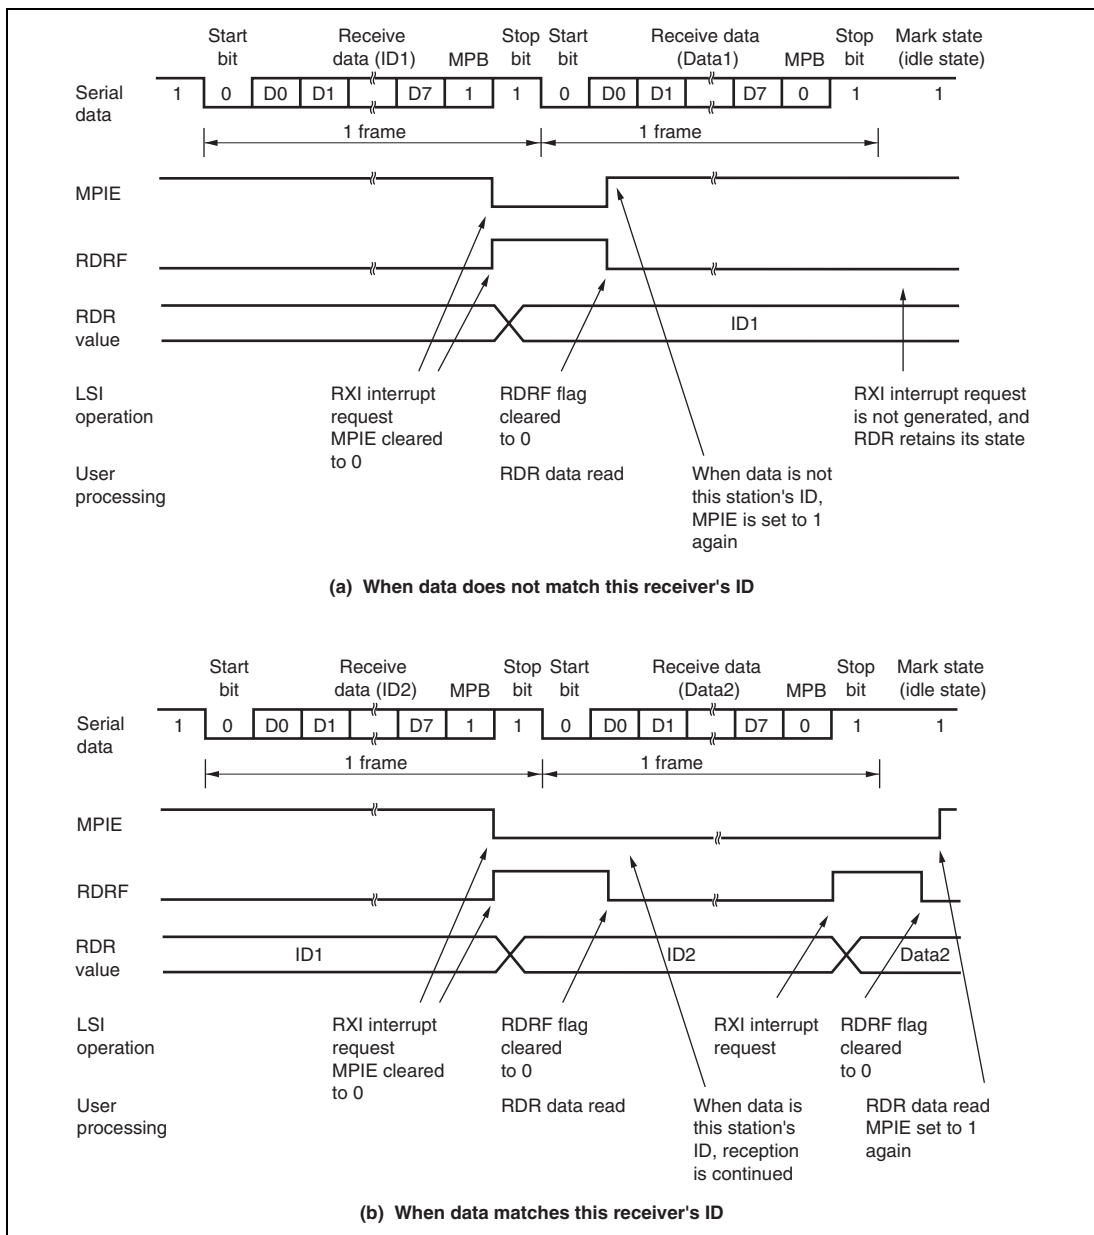 Start bit
Receive data (ID1)
MPB
Stop bit
Start bit
Receive data (Data1)
MPB
Stop bit
Mark state (idle state)
Serial data
1 0 D0 D1 D7 1 1 0 D0 D1 D7 0 1 1
1 frame
1 frame
MPIE
RDRF
RDR value
ID1
LSI operation
RXI interrupt request MPIE cleared to 0
RDRF flag cleared to 0
RXI interrupt request is not generated, and RDR retains its state
User processing
RDR data read
When data is not this station's ID, MPIE is set to 1 again
(a) When data does not match this receiver's ID
Start bit
Receive data (ID2)
MPB
Stop bit
Start bit
Receive data (Data2)
MPB
Stop bit
Mark state (idle state)
Serial data
1 0 D0 D1 D7 1 1 0 D0 D1 D7 0 1 1
1 frame
1 frame
MPIE
RDRF
RDR value
ID1
ID2
Data2
LSI operation
RXI interrupt request MPIE cleared to 0
RDRF flag cleared to 0
RXI interrupt request
RDRF flag cleared to 0
User processing
RDR data read
When data is this station's ID, reception is continued
RDR data read MPIE set to 1 again
(b) When data matches this receiver's ID